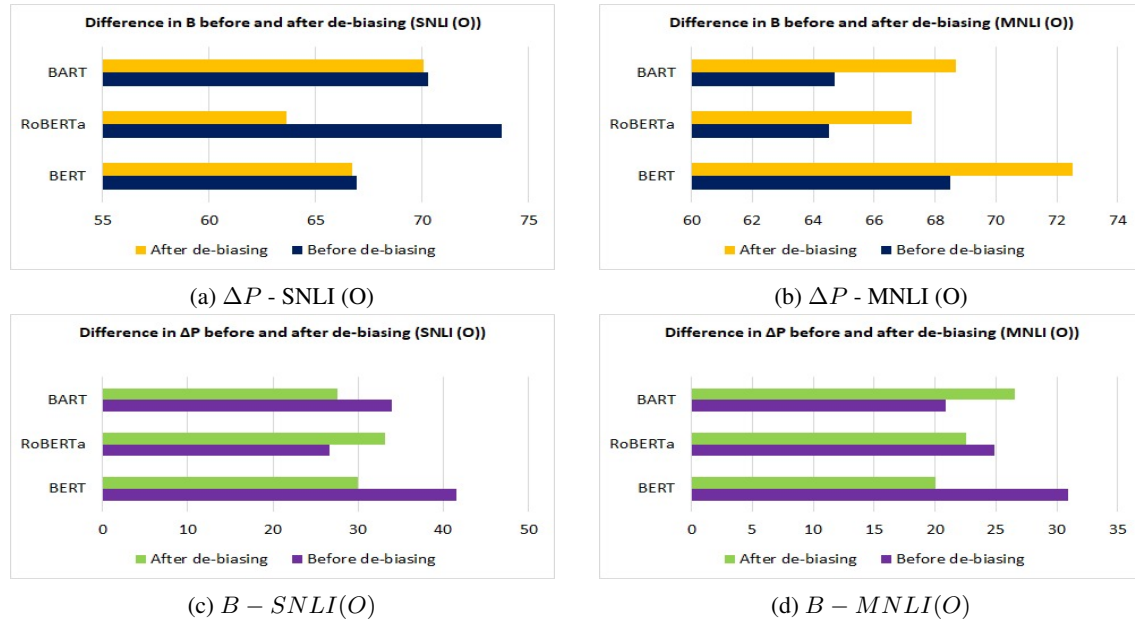 Difference in B before and after de-biasing (SNLI (O))
BART
RoBERTa
BERT
55 60 65 70 75
After de-biasing Before de-biasing
(a) ΔP - SNLI (O)
Difference in B before and after de-biasing (MNLI (O))
BART
RoBERTa
BERT
60 62 64 66 68 70 72 74
After de-biasing Before de-biasing
(b) ΔP - MNLI (O)
Difference in ΔP before and after de-biasing (SNLI (O))
BART
RoBERTa
BERT
0 10 20 30 40 50
After de-biasing Before de-biasing
(c) B − SNLI(O)
Difference in ΔP before and after de-biasing (MNLI (O))
BART
RoBERTa
BERT
0 5 10 15 20 25 30 35
After de-biasing Before de-biasing
(d) B − MNLI(O)